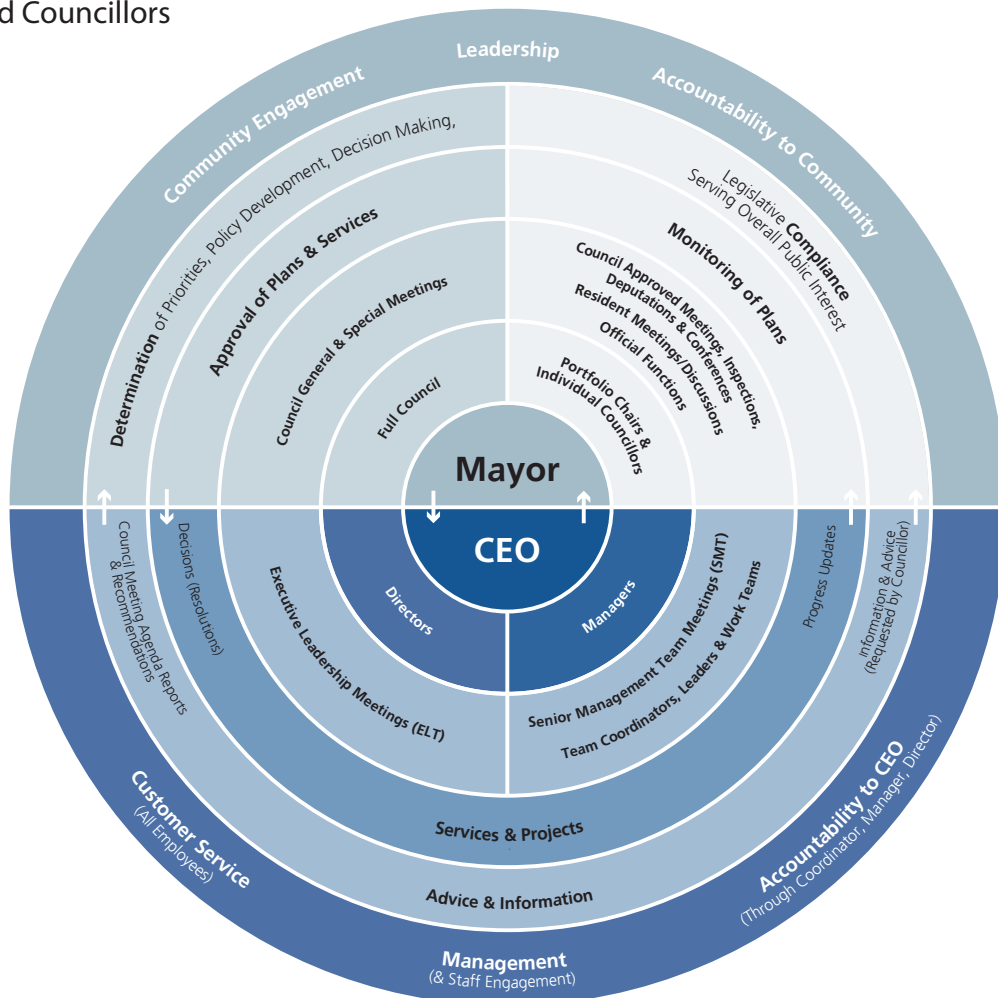 d Councillors
Leadership
Community Engagement
Accountability to Community
Determination of Priorities, Policy Development, Decision Making,
Legislative Compliance
Serving Overall Public Interest
Approval of Plans & Services
Monitoring of Plans
Council General & Special Meetings
Council Approved Meetings, Inspections,
Deputations & Conferences
Resident Meetings/Discussions
Official Functions
Full Council
Portfolio Chairs &
Individual Councillors
Mayor
CEO
Directors
Managers
Executive Leadership Meetings (ELT)
Senior Management Team Meetings (SMT)
Team Coordinators, Leaders & Work Teams
Council Meeting Agenda Reports
& Recommendations
Decisions (Resolutions)
Progress Updates
Information & Advice
(Requested by Councillor)
Services & Projects
Advice & Information
Customer Service
(All Employees)
Management
(& Staff Engagement)
Accountability to CEO
(Through Coordinator, Manager, Director)